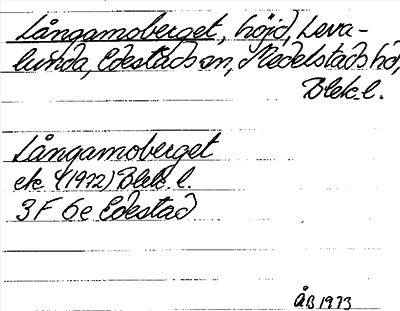 Långamoberget, höjd, Leva-
lunda, Edestads sn, Medelstads hd,
Blek. l.
Långamoberget
ek (1972) Blek. l.
3F 6e Edestad
ÅB 1973